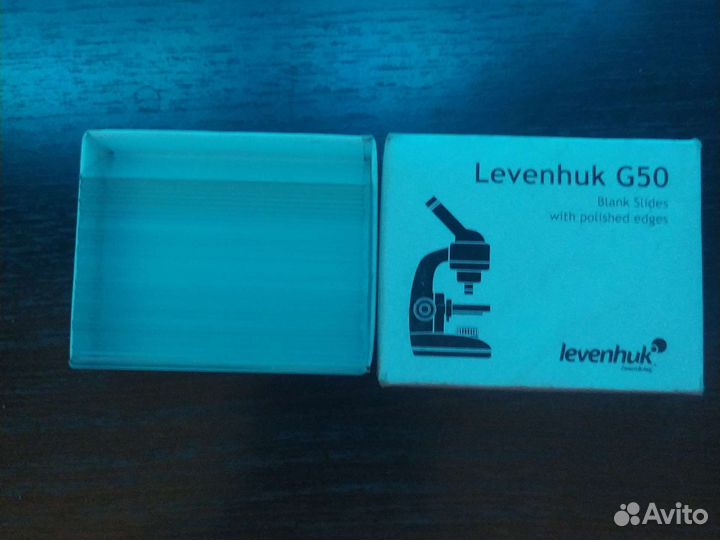 Levenhuk G50
Blank Slides
with polished edges
levenhuk
Avito